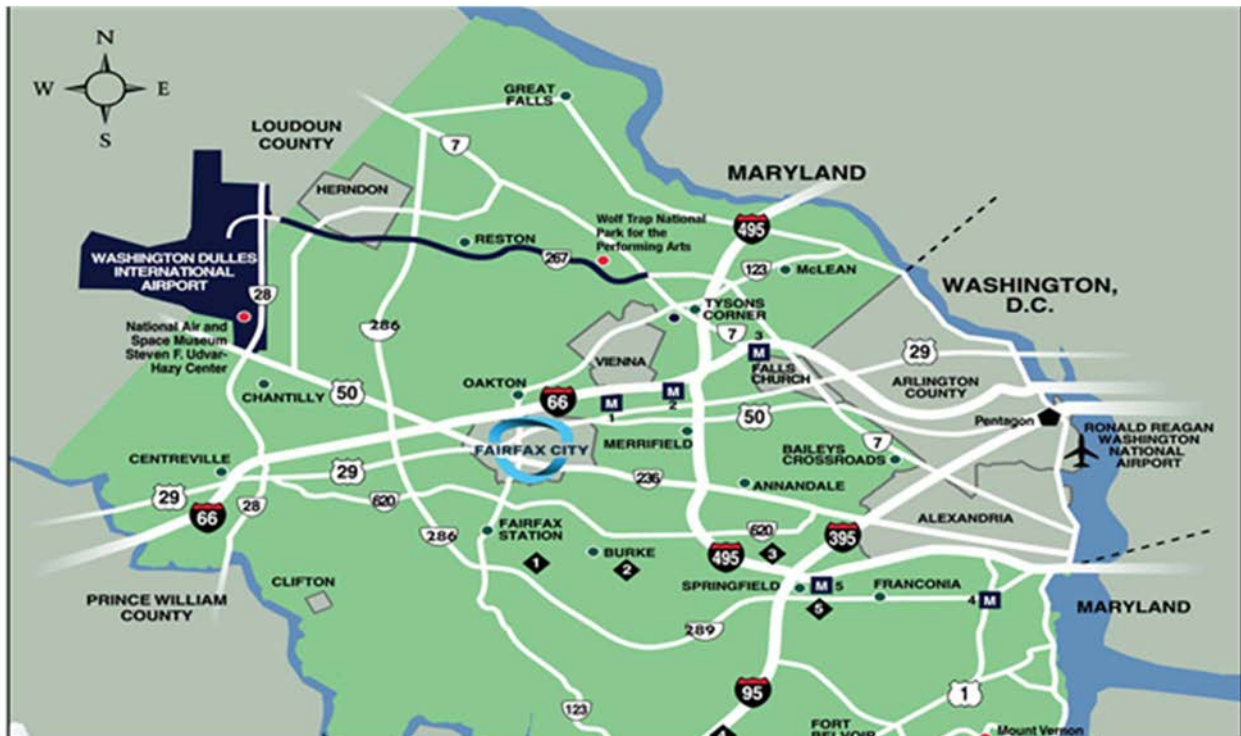 N
W E
S
GREAT
FALLS
LOUDOUN
COUNTY
7
MARYLAND
HERNDON
495
Wolf Trap National
Park for the
Performing Arts
RESTON
267
WASHINGTON DULLES
INTERNATIONAL
AIRPORT
123
McLEAN
28
WASHINGTON,
D.C.
TYSONS
CORNER
National Air and
Space Museum
Steven F. Udvar-
Hazy Center
286
7
3
M
29
VIENNA
FALLS
CHURCH
CHANTILLY
50
OAKTON
66
M
1
M
2
ARLINGTON
COUNTY
50
Pentagon
RONALD REAGAN
WASHINGTON
NATIONAL
AIRPORT
FAIRFAX CITY
MERRIFIELD
7
BAILEYS
CROSSROADS
CENTREVILLE
29
236
ANNANDALE
29
620
28
66
286
FAIRFAX
STATION
620
395
ALEXANDRIA
1
BURKE
2
495
3
CLIFTON
SPRINGFIELD
M 5
FRANCONIA
4 M
5
PRINCE WILLIAM
COUNTY
MARYLAND
289
95
1
123
FORT
BELVOIR
Mount Vernon
4